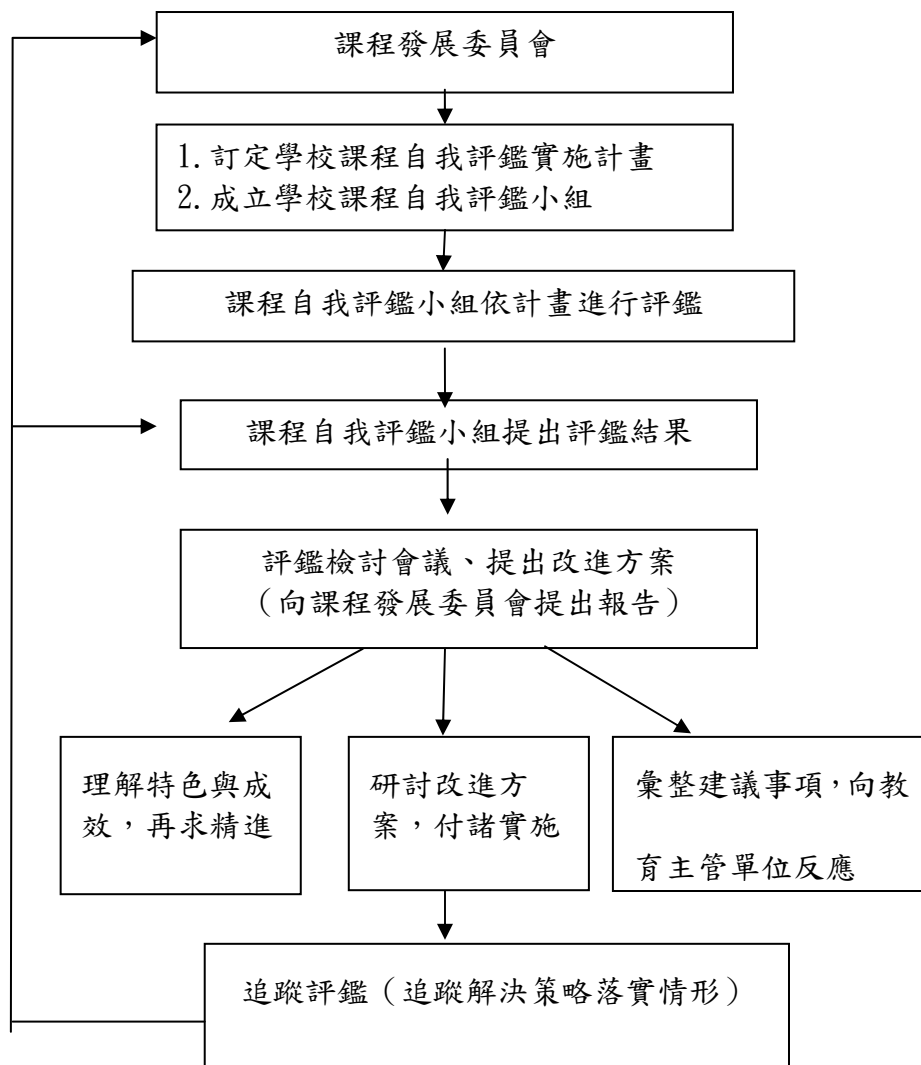 課程發展委員會
1.訂定學校課程自我評鑑實施計畫
2.成立學校課程自我評鑑小組
課程自我評鑑小組依計畫進行評鑑
課程自我評鑑小組提出評鑑結果
評鑑檢討會議、提出改進方案
（向課程發展委員會提出報告）
理解特色與成
效，再求精進
研討改進方
案，付諸實施
彙整建議事項，向教
育主管單位反應
追蹤評鑑（追蹤解決策略落實情形）